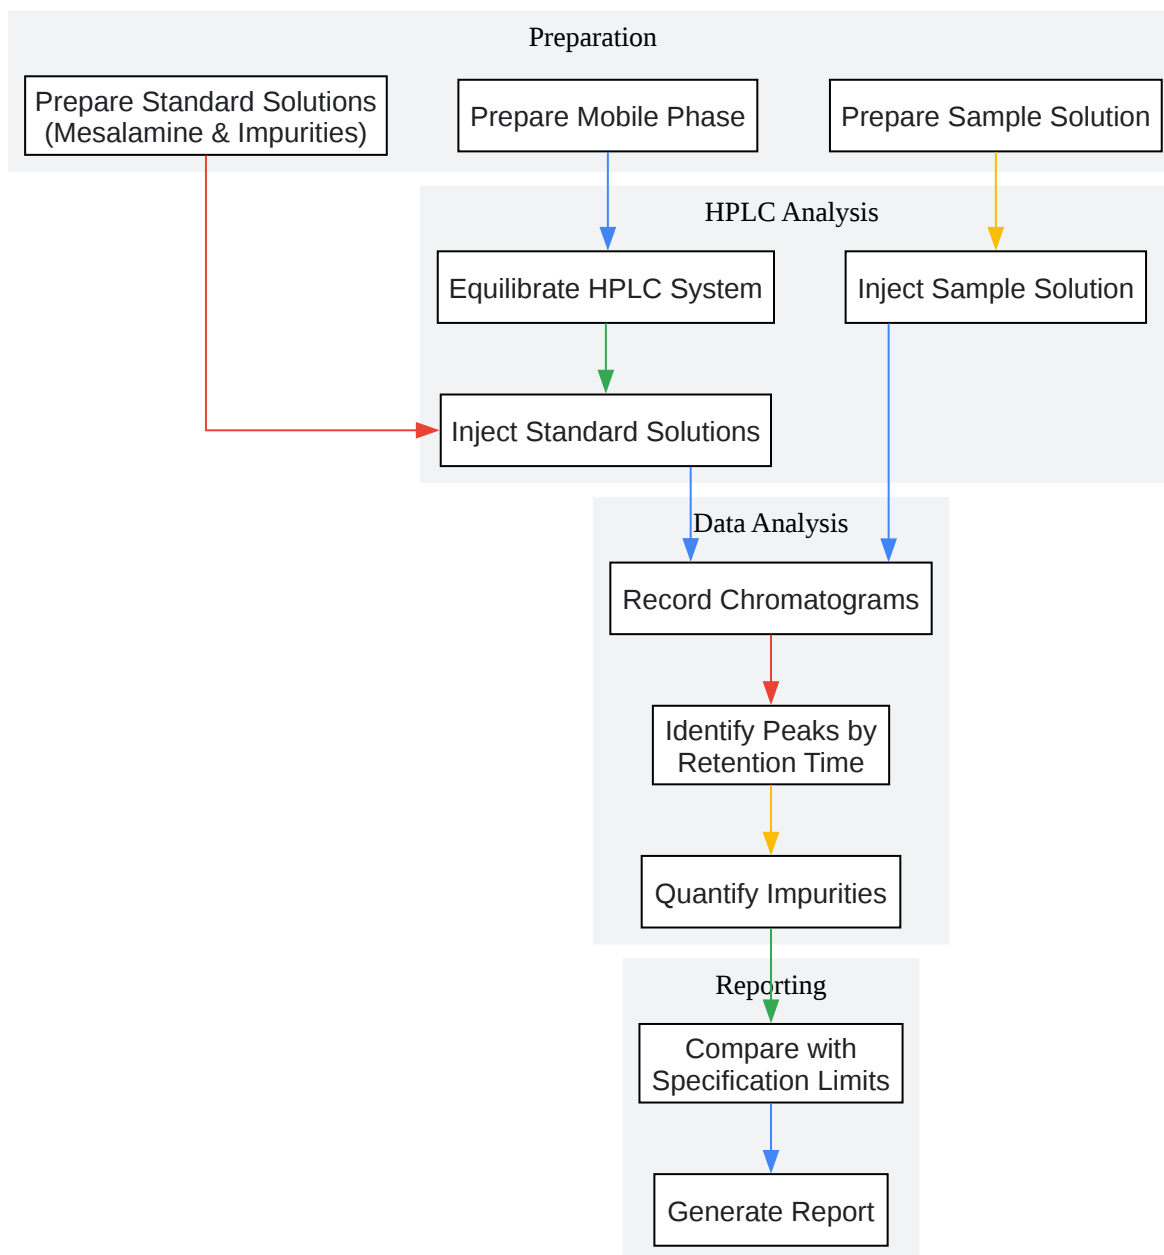 Preparation
Prepare Standard Solutions
(Mesalamine & Impurities)
Prepare Mobile Phase
Prepare Sample Solution
HPLC Analysis
Equilibrate HPLC System
Inject Sample Solution
Inject Standard Solutions
Data Analysis
Record Chromatograms
Identify Peaks by
Retention Time
Quantify Impurities
Reporting
Compare with
Specification Limits
Generate Report